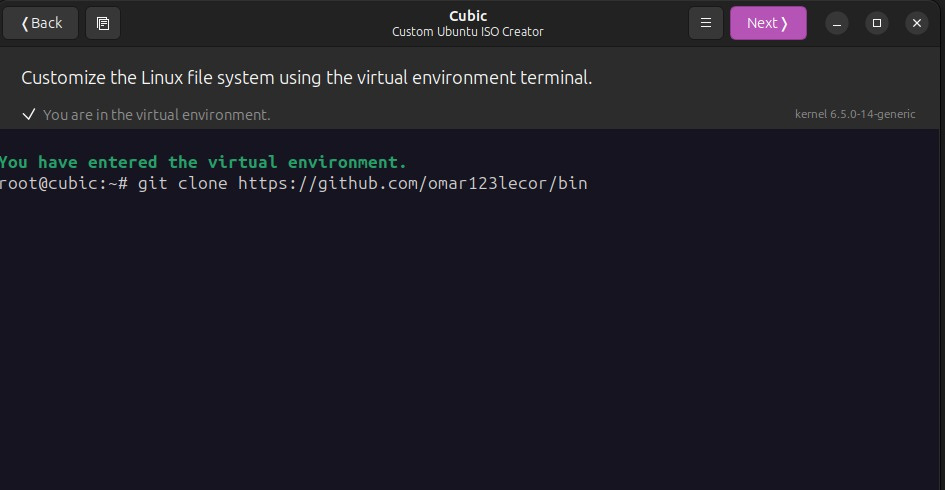 ❬Back
Cubic
Custom Ubuntu ISO Creator
Next❭
Customize the Linux file system using the virtual environment terminal.
You are in the virtual environment.
kernel 6.5.0-14-generic
You have entered the virtual environment.
root@cubic:~# git clone https://github.com/omar123lecor/bin